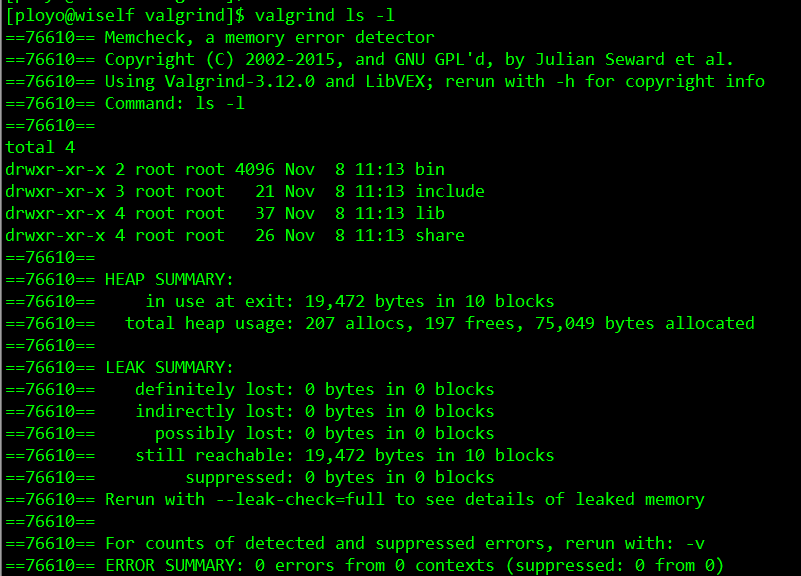 [ployo@wiself valgrind]$ valgrind ls -l
==76610== Memcheck, a memory error detector
==76610== Copyright (C) 2002-2015, and GNU GPL'd, by Julian Seward et al.
==76610== Using Valgrind-3.12.0 and LibVEX; rerun with -h for copyright info
==76610== Command: ls -l
==76610==
total 4
drwxr-xr-x 2 root root 4096 Nov  8 11:13 bin
drwxr-xr-x 3 root root   21 Nov  8 11:13 include
drwxr-xr-x 4 root root   37 Nov  8 11:13 lib
drwxr-xr-x 4 root root   26 Nov  8 11:13 share
==76610==
==76610== HEAP SUMMARY:
==76610==     in use at exit: 19,472 bytes in 10 blocks
==76610==   total heap usage: 207 allocs, 197 frees, 75,049 bytes allocated
==76610==
==76610== LEAK SUMMARY:
==76610==    definitely lost: 0 bytes in 0 blocks
==76610==    indirectly lost: 0 bytes in 0 blocks
==76610==      possibly lost: 0 bytes in 0 blocks
==76610==    still reachable: 19,472 bytes in 10 blocks
==76610==         suppressed: 0 bytes in 0 blocks
==76610== Rerun with --leak-check=full to see details of leaked memory
==76610==
==76610== For counts of detected and suppressed errors, rerun with: -v
==76610== ERROR SUMMARY: 0 errors from 0 contexts (suppressed: 0 from 0)